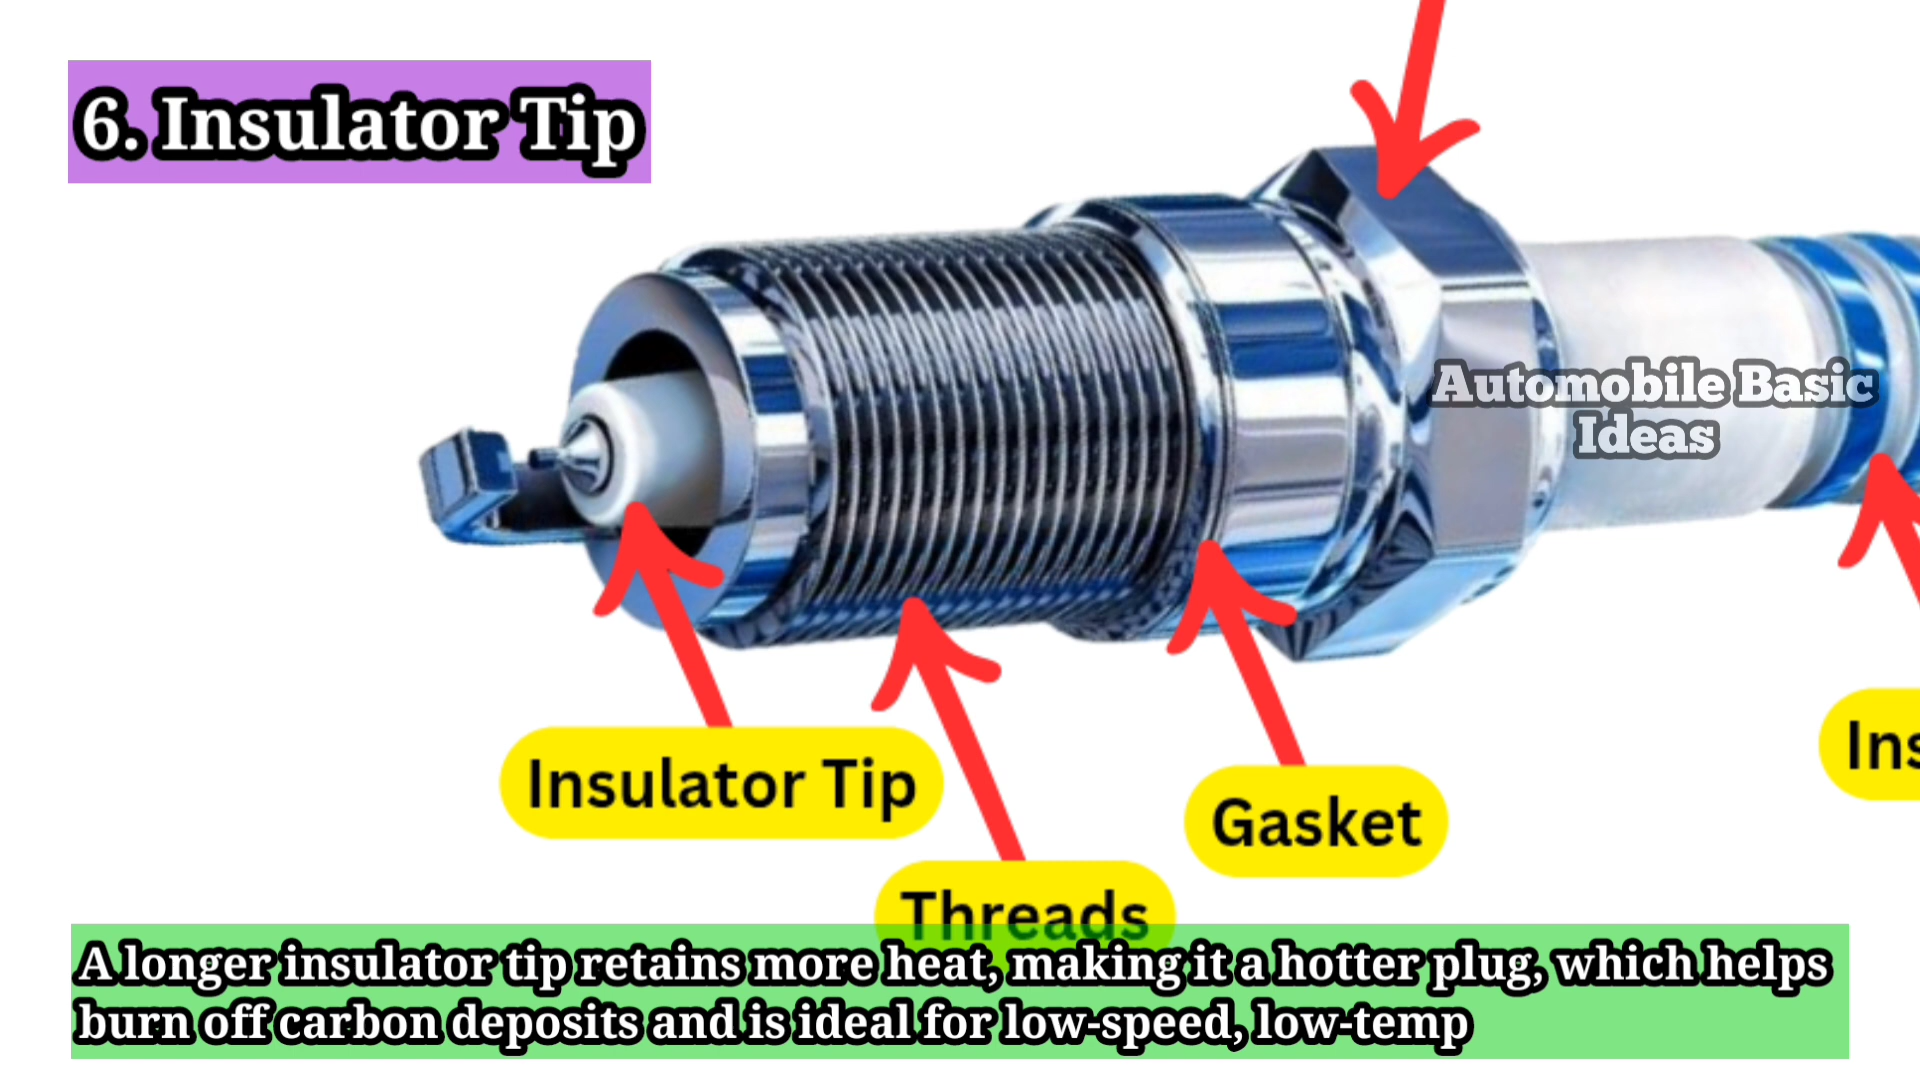 6. Insulator Tip
Automobile Basic
Ideas
Ins
Insulator Tip
Gasket
Threads
A longer insulator tip retains more heat, making it a hotter plug, which helps
burn off carbon deposits and is ideal for low-speed, low-temp